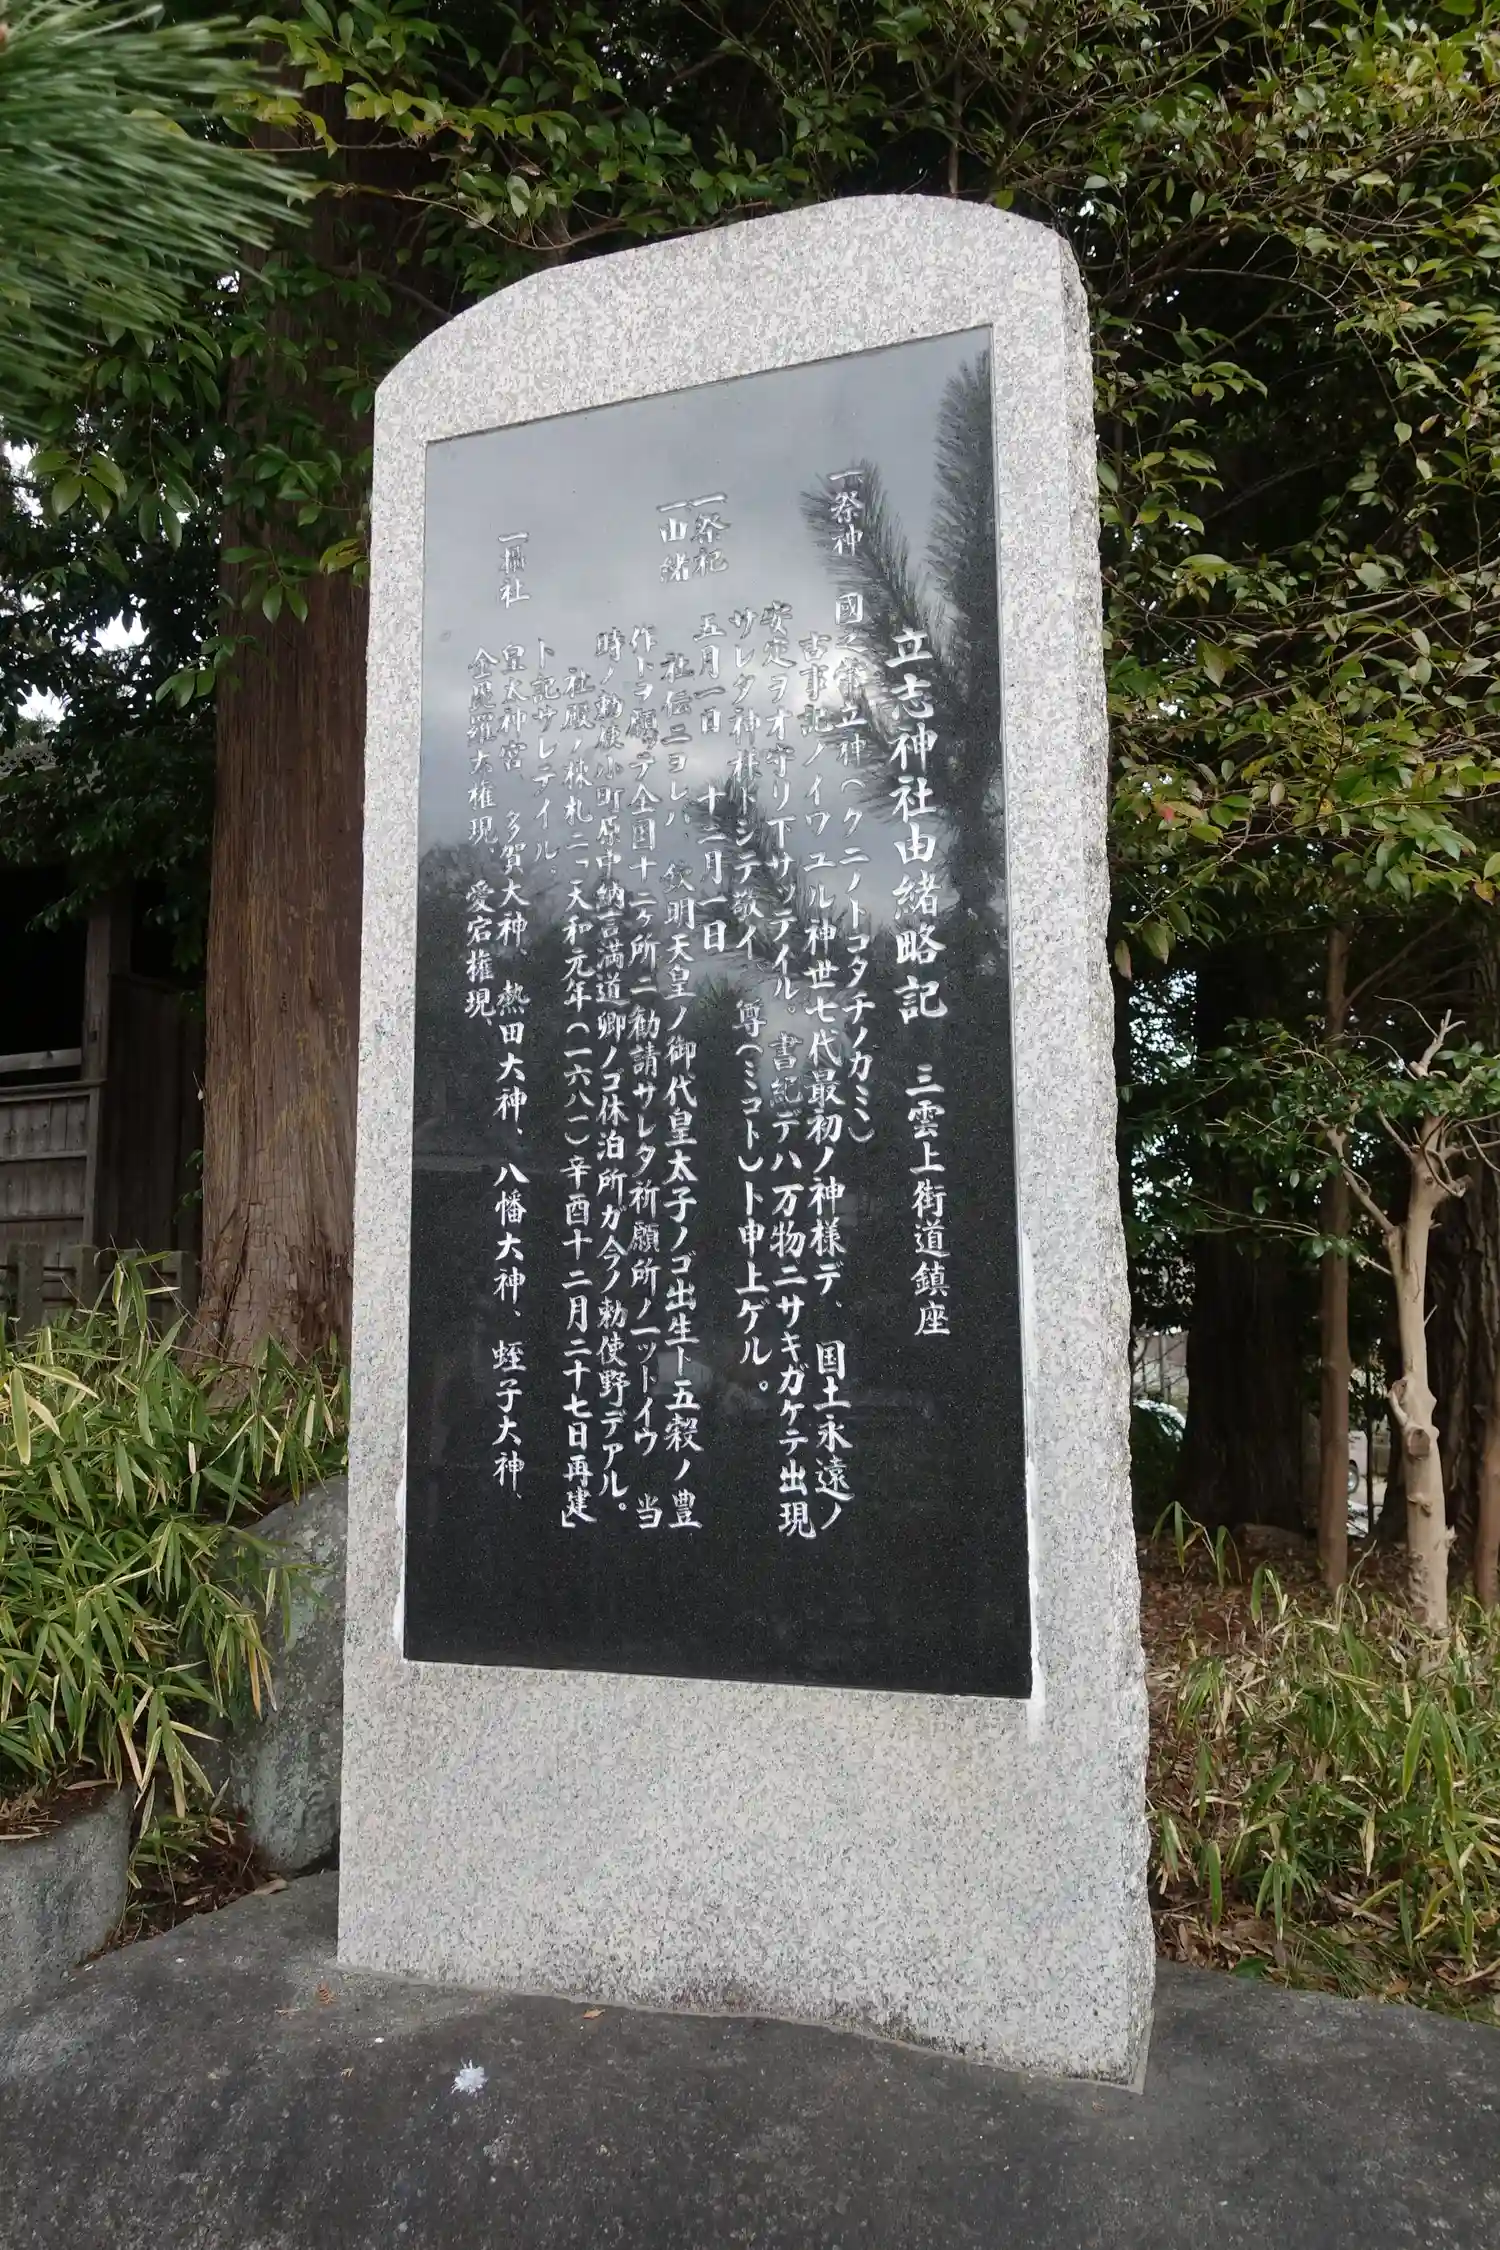 立志神社由緒略記 三雲上街道鎮座
一祭神 國之常立神(クニノトコタチノカミ)
古事記ノイワユル神世七代最初ノ神様デ、国土永遠ノ
安定ヲオ守リ下サッテイル。書紀デハ万物ニサキガケテ出現
サレタ神様トシテ敬イ 尊(ミコト)ト申上ゲル。
一祭祀 五月一日 十二月一日
一由緒 社伝ニヨレバ、欽明天皇ノ御代皇太子ノゴ出生ト五穀ノ豊
作トヲ願ッテ全国十二ヶ所ニ勧請サレタ祈願所ノ一ットイウ 当
時ノ勅使小町原中納言満道卿ノゴ休泊所ガ今ノ勅使野デアル。
社殿ノ棟札ニ「天和元年(一六八一)辛酉十二月二十七日再建」
ト記サレテイル。
一攝社 皇太神宮、多賀大神、熱田大神、八幡大神、蛭子大神、
金毘羅大権現、愛宕権現、